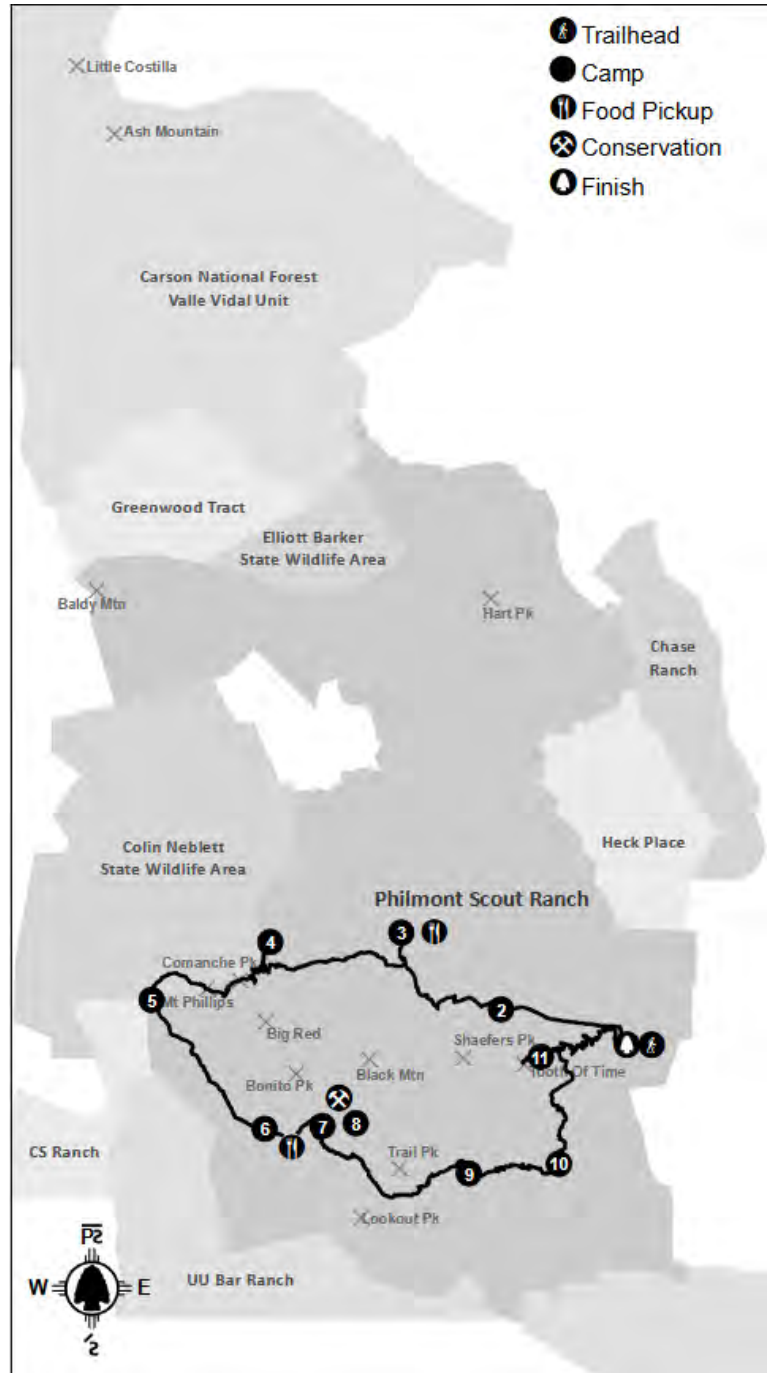 Trailhead
Camp
Food Pickup
Conservation
Finish
Little Costilla
Ash Mountain
Carson National Forest
Valle Vidal Unit
Greenwood Tract
Elliott Barker
State Wildlife Area
Baldy Mtn
Hart Pk
Chase
Ranch
Heck Place
Colin Neblett
State Wildlife Area
Philmont Scout Ranch
3
4
Comanche Pk
Mt Phillips
5
2
Big Red
Shaefers Pk
11
Tooth Of Time
Black Mtn
Bonito Pk
6
7
8
CS Ranch
Trail Pk
9
10
Lookout Pk
W
E
UU Bar Ranch